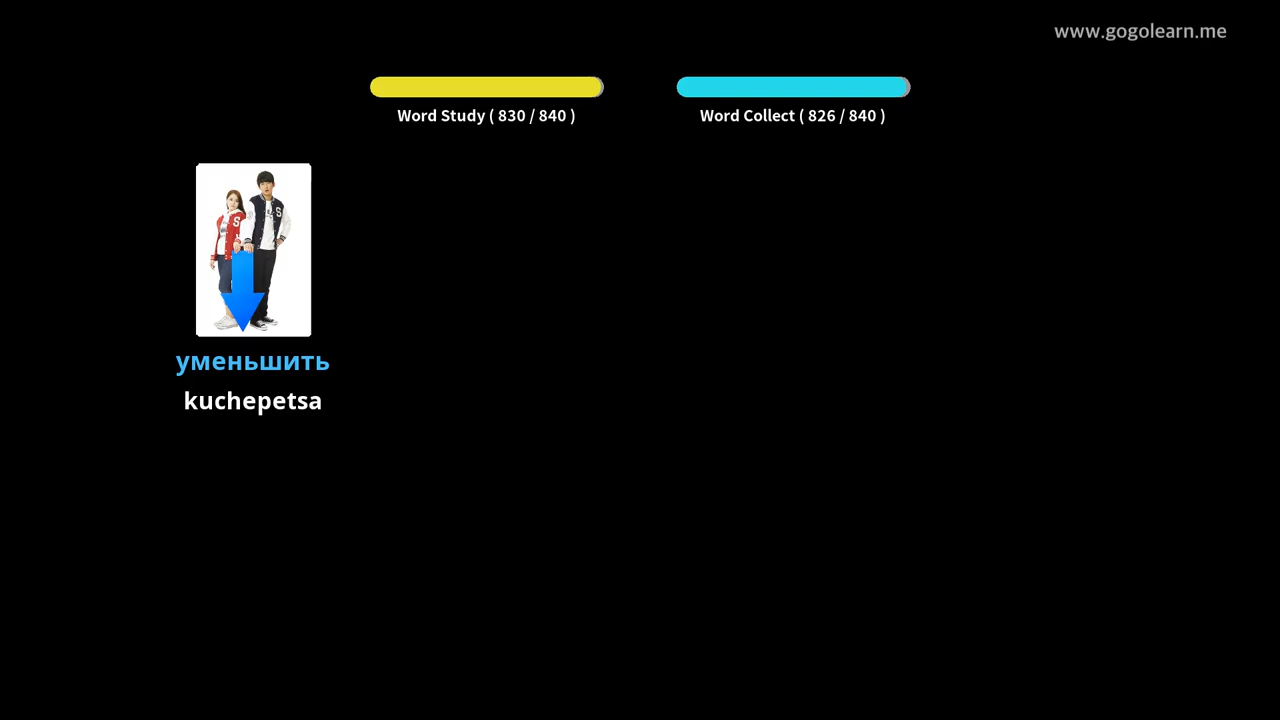 www.gogolearn.me
Word Study ( 830 / 840 )
Word Collect ( 826 / 840 )
S
S
уменьшить
kuchepetsa